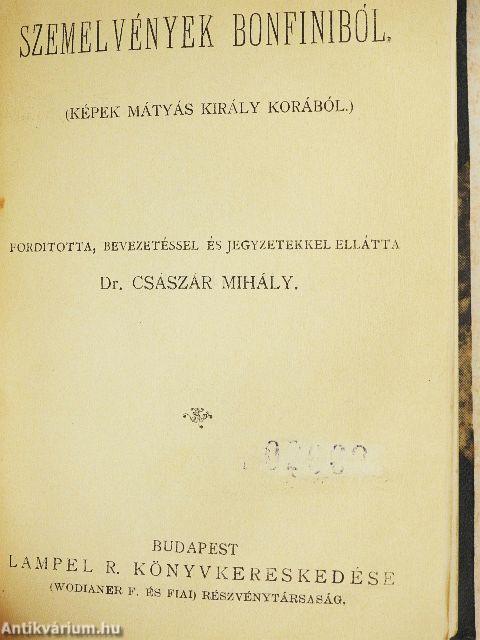 SZEMELVÉNYEK BONFINIBÓL.
(KÉPEK MÁTYÁS KIRÁLY KORÁBÓL.)
FORDITOTTA, BEVEZETÉSSEL ÉS JEGYZETEKKEL ELLÁTTA
Dr. CSÁSZÁR MIHÁLY.
BUDAPEST
LAMPEL R. KÖNYVKERESKEDÉSE
(WODIANER F. ÉS FIAI) RÉSZVÉNYTÁRSASÁG.
Antikvárium.hu